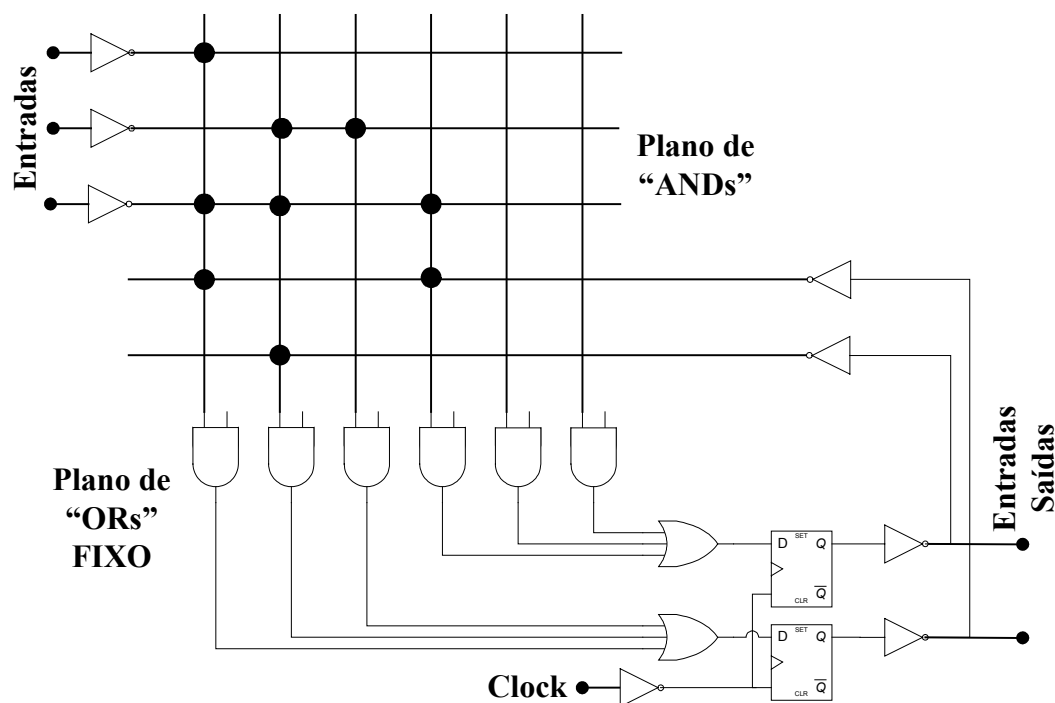 Entradas
Plano de
“ANDs”
Plano de
“ORs”
FIXO
Entradas
Saídas
D
SET
Q
CLR
Q
D
SET
Q
CLR
Q
Clock